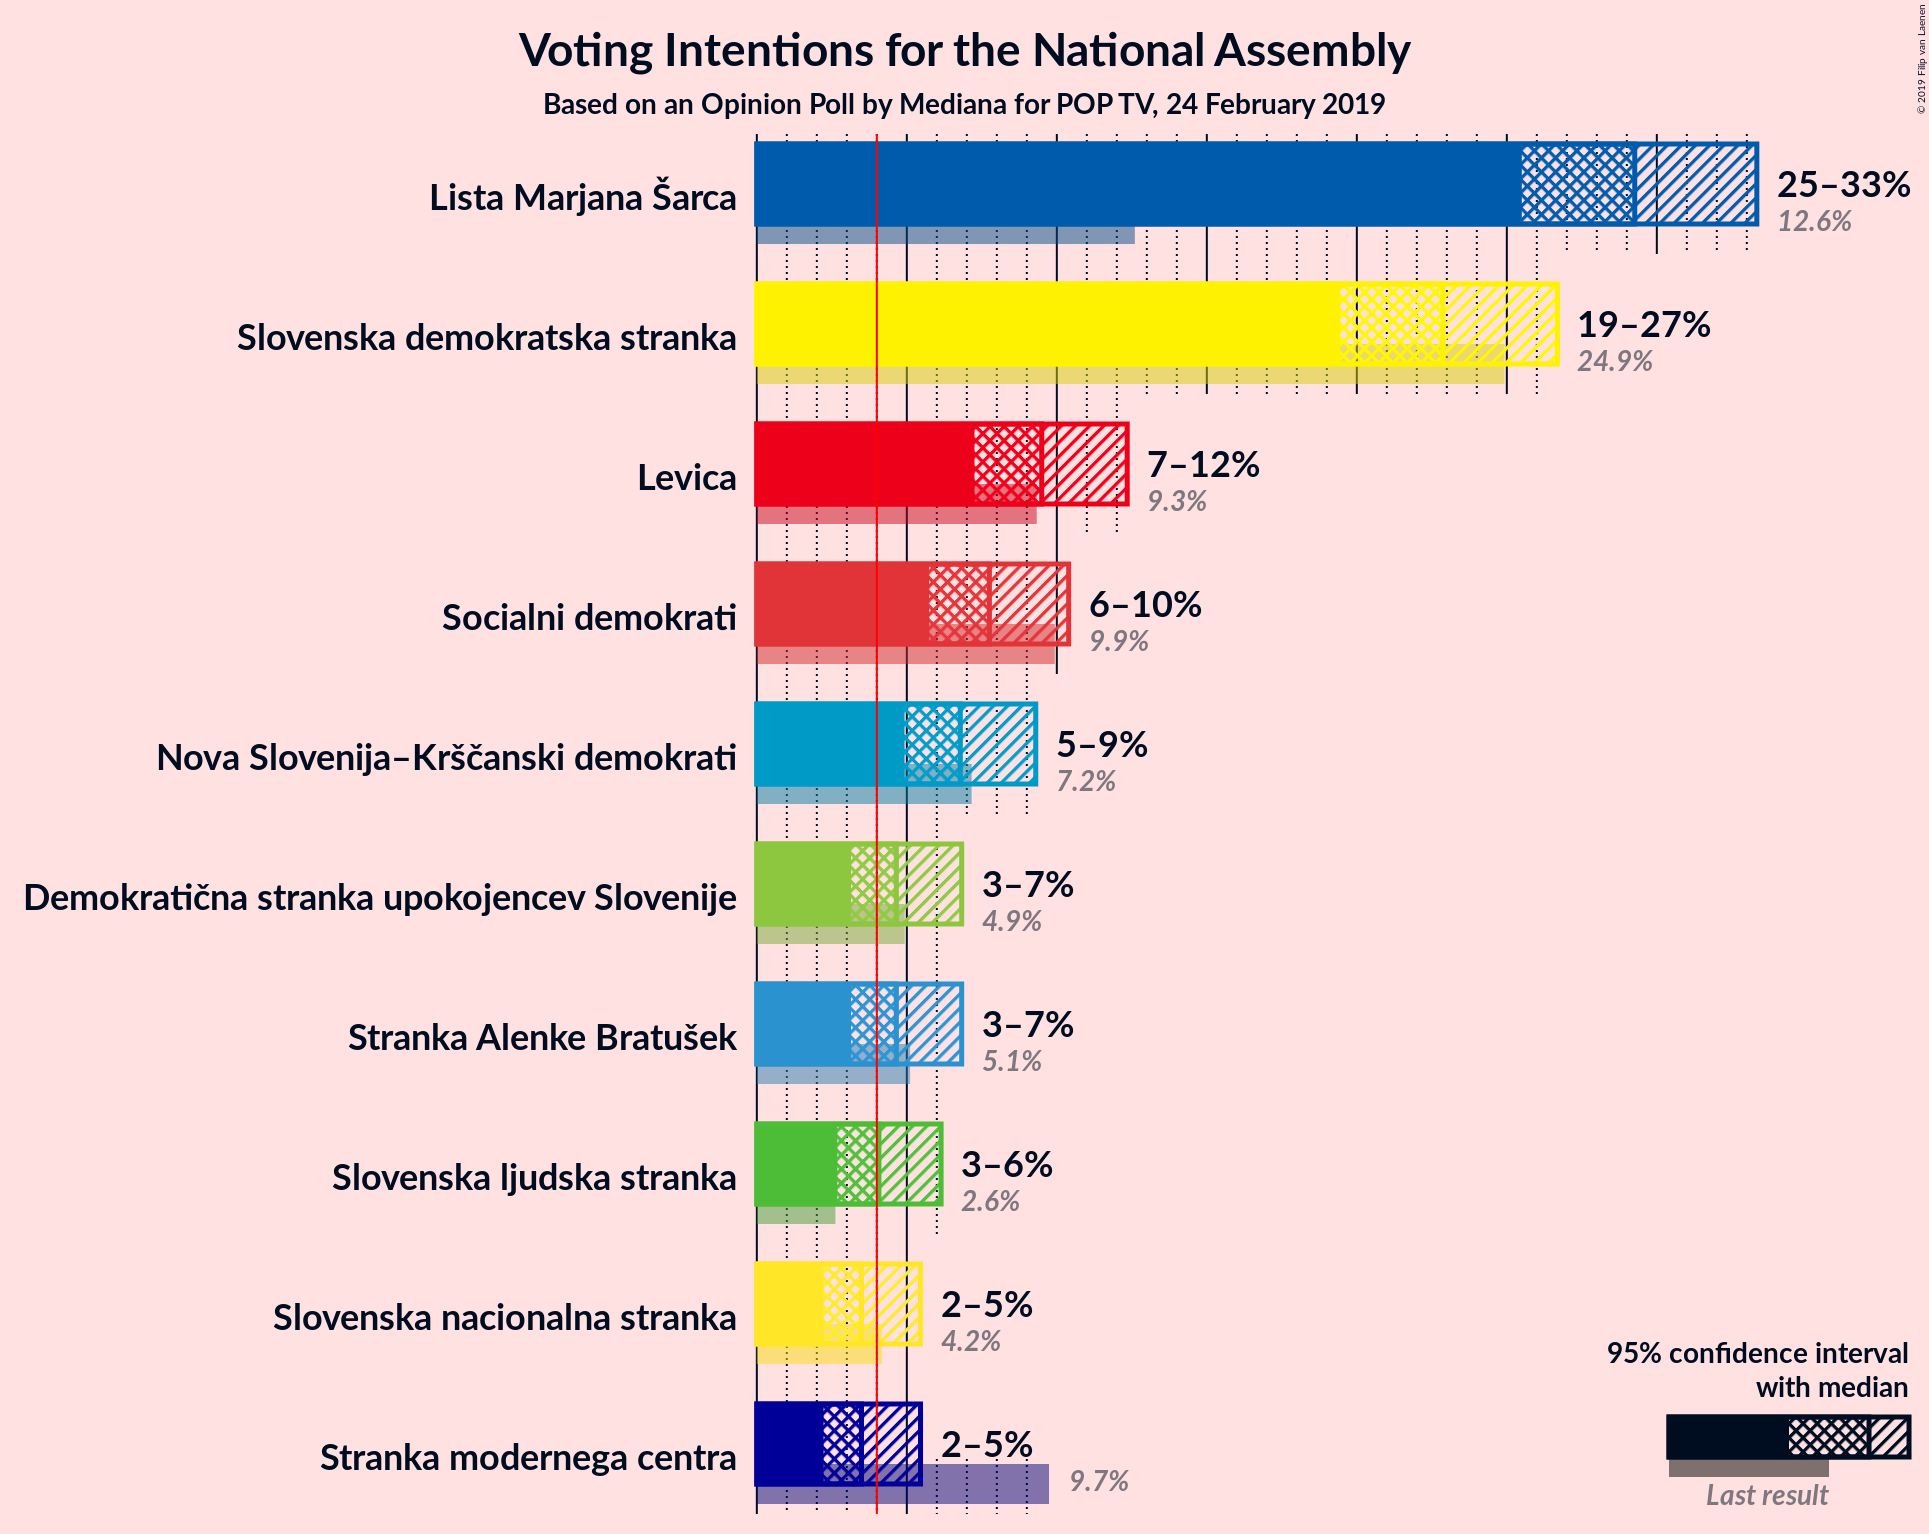 Voting Intentions for the National Assembly
Based on an Opinion Poll by Mediana for POP TV, 24 February 2019
© 2019 Filip van Laenen
Lista Marjana Šarca
25–33%
12.6%
Slovenska demokratska stranka
19–27%
24.9%
Levica
7–12%
9.3%
Socialni demokrati
6–10%
9.9%
Nova Slovenija–Krščanski demokrati
5–9%
7.2%
Demokratična stranka upokojencev Slovenije
3–7%
4.9%
Stranka Alenke Bratušek
3–7%
5.1%
Slovenska ljudska stranka
3–6%
2.6%
Slovenska nacionalna stranka
2–5%
4.2%
Stranka modernega centra
2–5%
9.7%
95% confidence interval
with median
Last result